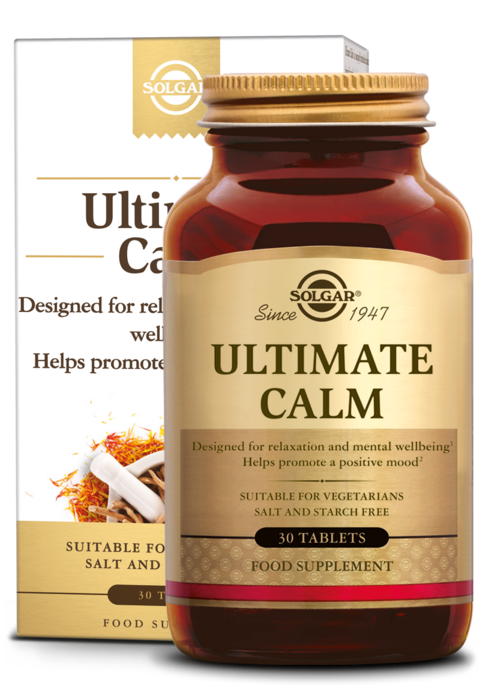 SOLGA
Ulti
Ca
Designed for rel
wel
Helps promote
SUITABLE FO
SALT AND
30 T
FOOD SU
SOLGAR®
Since 1947
ULTIMATE
CALM
Designed for relaxation and mental wellbeing¹
Helps promote a positive mood²
SUITABLE FOR VEGETARIANS
SALT AND STARCH FREE
30 TABLETS
FOOD SUPPLEMENT